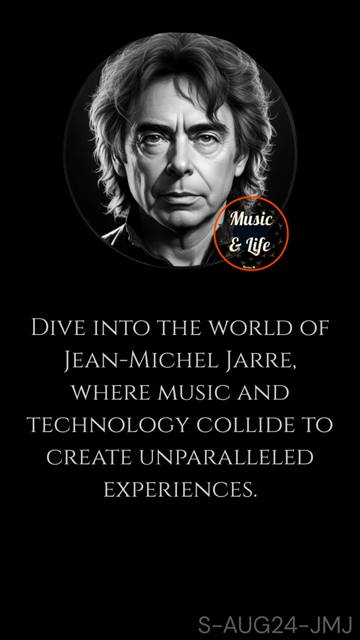 Music
& Life
Dive into the world of
Jean-Michel Jarre,
where music and
technology collide to
create unparalleled
experiences.
S-AUG24-JMJ